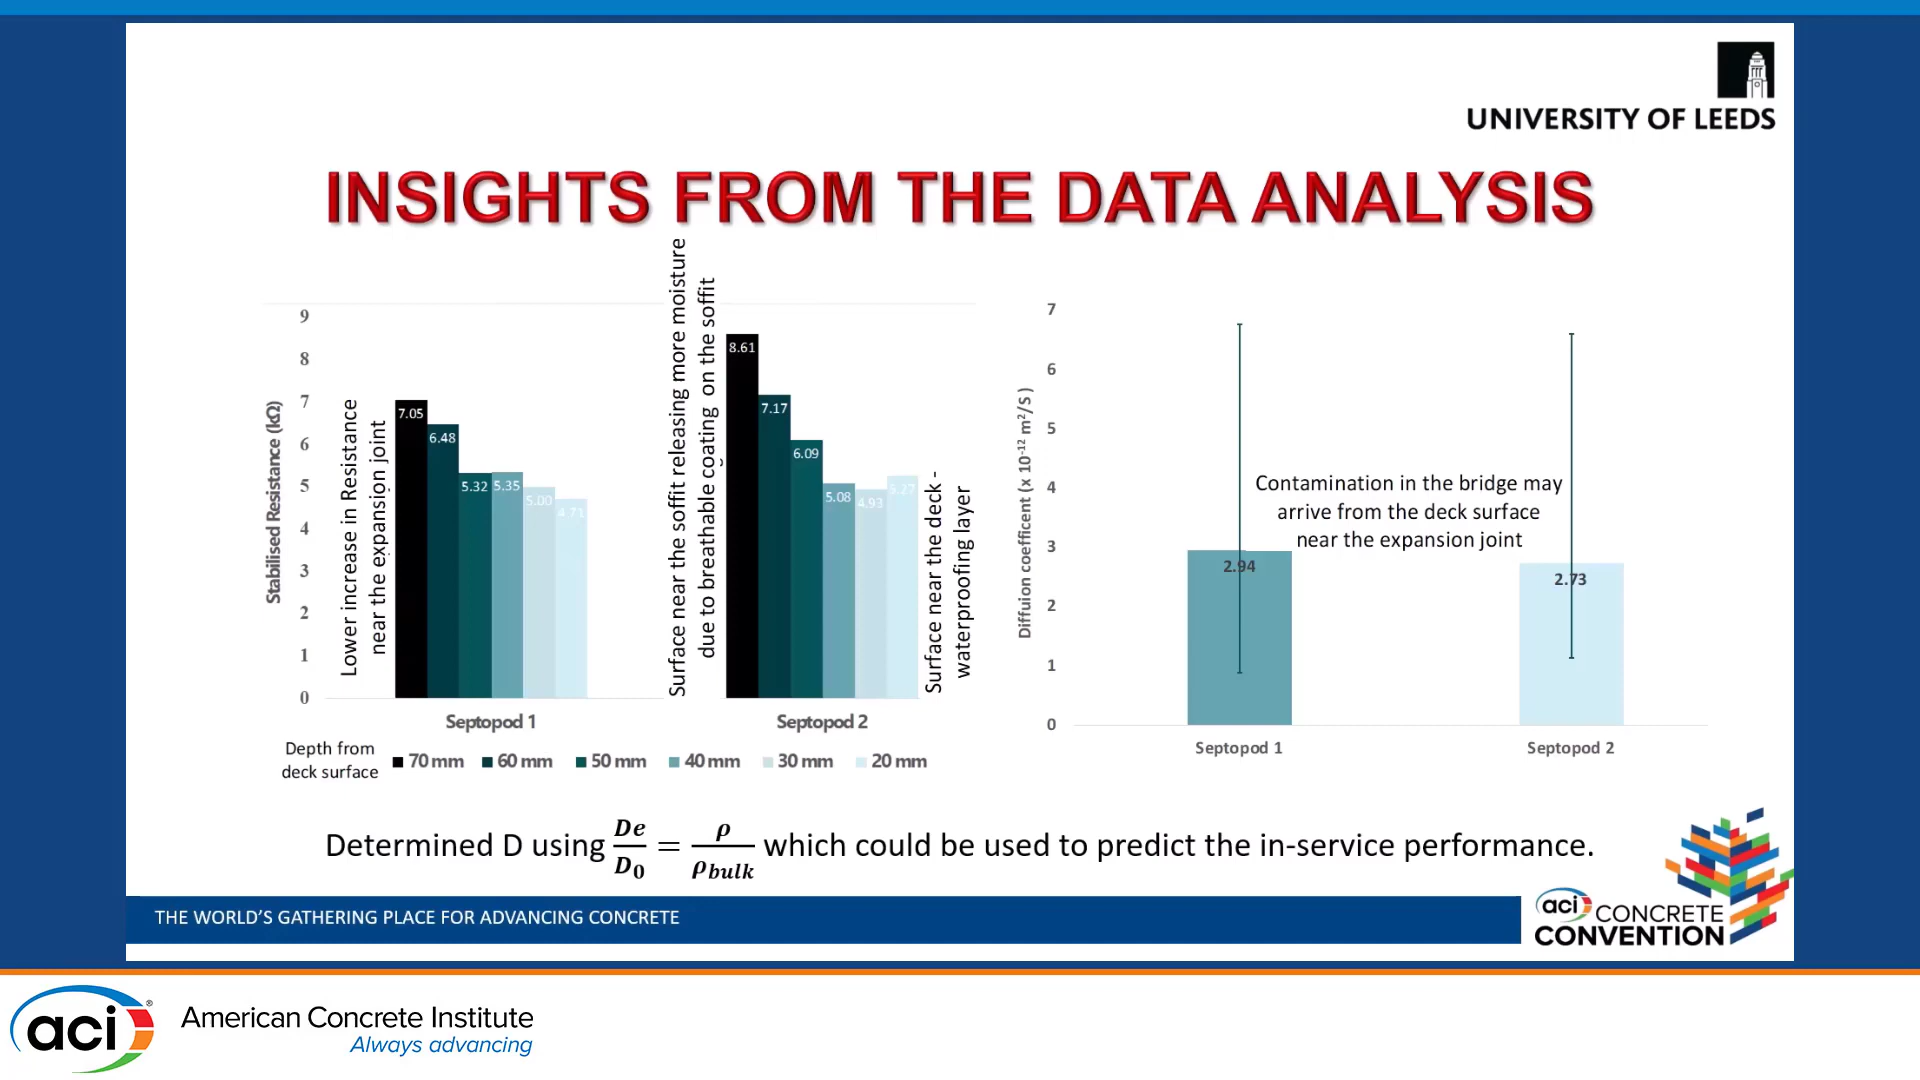 UNIVERSITY OF LEEDS
INSIGHTS FROM THE DATA ANALYSIS
Stabilised Resistance (kΩ)
9
8
7
6
5
4
3
2
1
0
Lower increase in Resistance
near the expansion joint
7.05
6.48
5.32
5.35
5.00
4.71
Septopod 1
Surface near the soffit releasing more moisture
due to breathable coating on the soffit
8.61
7.17
6.09
5.08
4.93
5.27
Septopod 2
Surface near the deck -
waterproofing layer
Depth from
deck surface
70 mm
60 mm
50 mm
40 mm
30 mm
20 mm
Diffuion coefficent (x 10⁻¹² m²/S )
7
6
5
4
3
2
1
0
Contamination in the bridge may
arrive from the deck surface
near the expansion joint
2.94
2.73
Septopod 1
Septopod 2
Determined D using De/D₀ = ρ/ρbulk which could be used to predict the in-service performance.
THE WORLD'S GATHERING PLACE FOR ADVANCING CONCRETE
aci CONCRETE
CONVENTION
aci®
American Concrete Institute
Always advancing